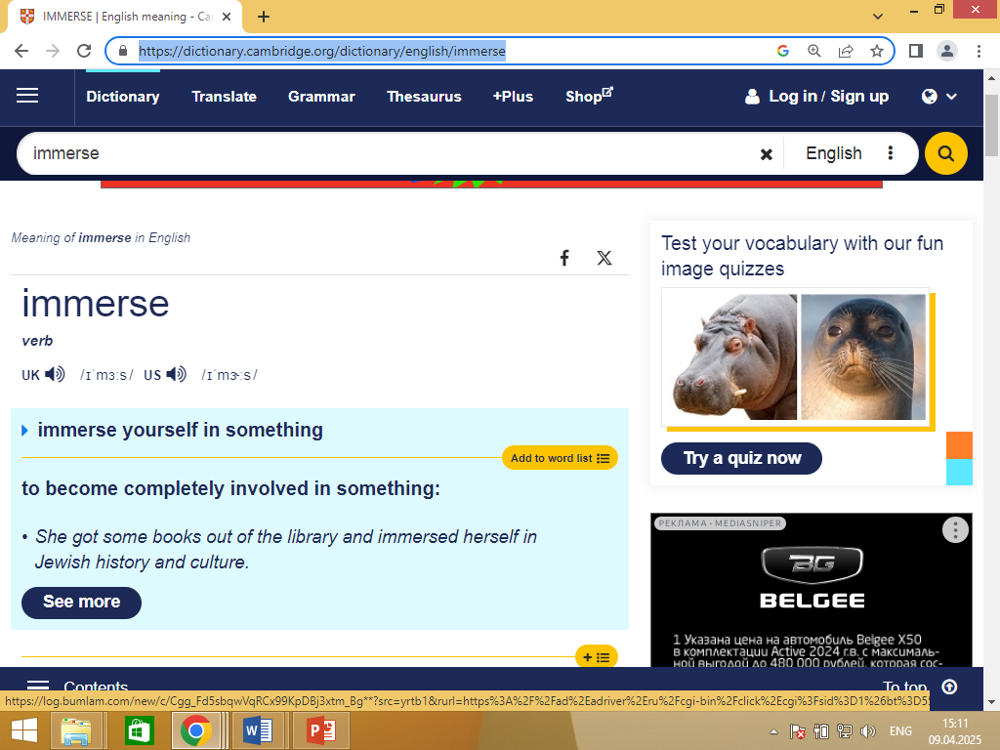 IMMERSE | English meaning - Ca
https://dictionary.cambridge.org/dictionary/english/immerse
Dictionary Translate Grammar Thesaurus +Plus Shop Log in / Sign up
immerse English
Meaning of immerse in English
immerse
verb
UK /ɪˈmɜːs/ US /ɪˈmɝːs/
immerse yourself in something
Add to word list
to become completely involved in something:
• She got some books out of the library and immersed herself in
Jewish history and culture.
See more
+
Test your vocabulary with our fun
image quizzes
Try a quiz now
РЕКЛАМА • MEDIASNIPER
BG
BELGEE
1 Указана цена на автомобиль Belgee X50
в комплектации Active 2024 г.в. с максималь-
ной выгодой до 480 000 рублей, которая сос-
Contents To top
https://log.bumlam.com/new/c/Cgg_Fd5sbqwVqRCx99KpDBj3xtm_Bg**?src=yrtb1&rurl=https%3A%2F%2Fad%2Eadriver%2Eru%2Fcgi-bin%2Fclick%2Ecgi%3Fsid%3D1%26bt%3D55
ENG
15:11
09.04.2025